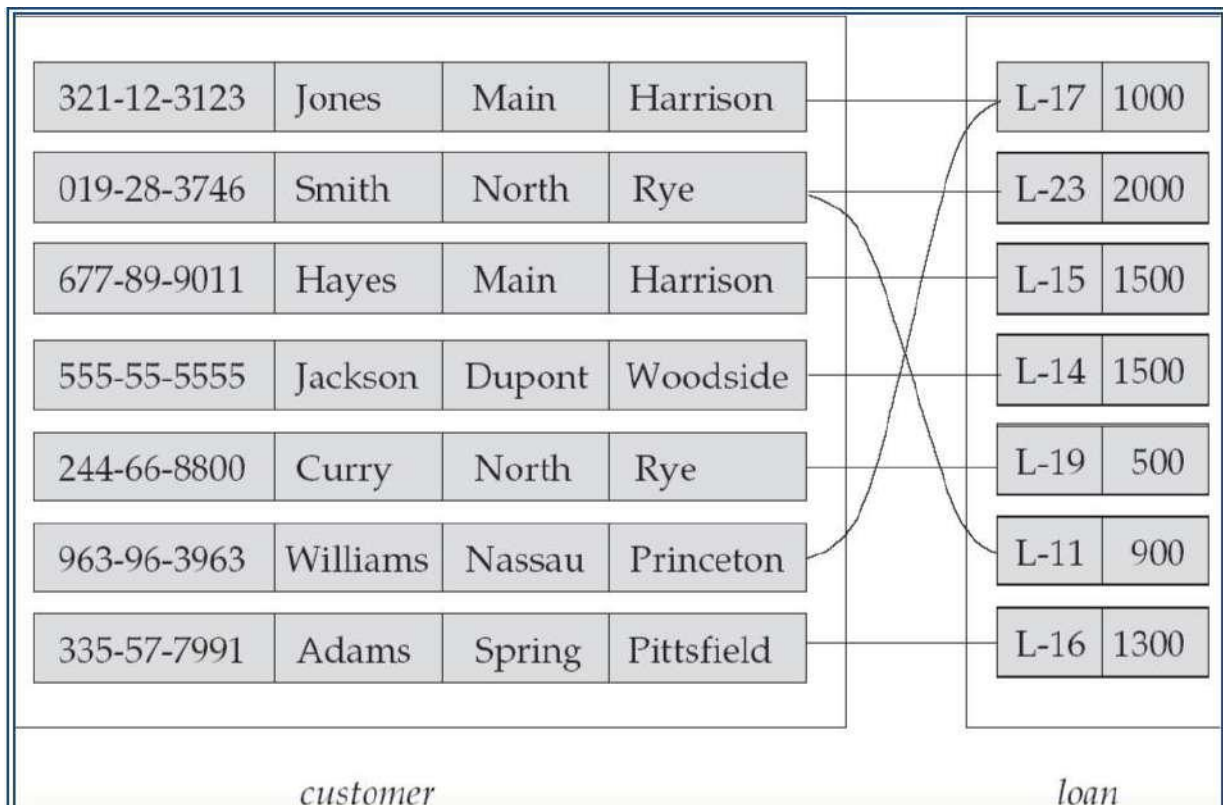 321-12-3123 Jones Main Harrison L-17 1000
019-28-3746 Smith North Rye L-23 2000
677-89-9011 Hayes Main Harrison L-15 1500
555-55-5555 Jackson Dupont Woodside L-14 1500
244-66-8800 Curry North Rye L-19 500
963-96-3963 Williams Nassau Princeton L-11 900
335-57-7991 Adams Spring Pittsfield L-16 1300
customer loan